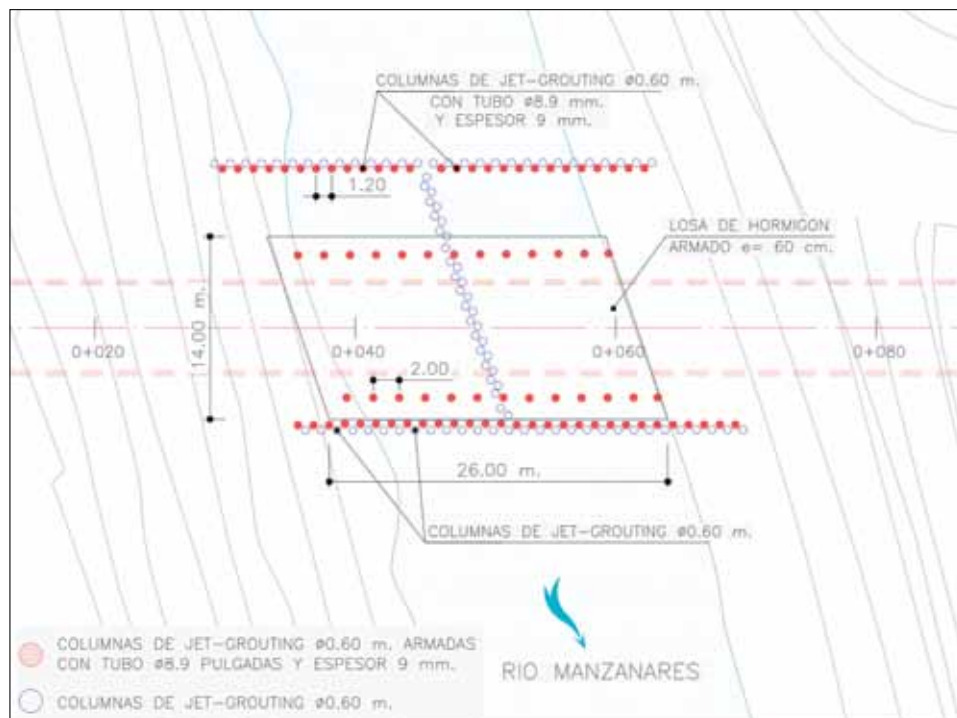 COLUMNAS DE JET-GROUTING ø0.60 m.
CON TUBO ø8.9 mm.
Y ESPESOR 9 mm.
1.20
LOSA DE HORMIGON
ARMADO e= 60 cm.
14.00 m.
0+020
0+040
0+060
0+080
2.00
26.00 m.
COLUMNAS DE JET-GROUTING ø0.60 m.
RIO MANZANARES
COLUMNAS DE JET-GROUTING ø0.60 m. ARMADAS
CON TUBO ø8.9 PULGADAS Y ESPESOR 9 mm.
COLUMNAS DE JET-GROUTING ø0.60 m.